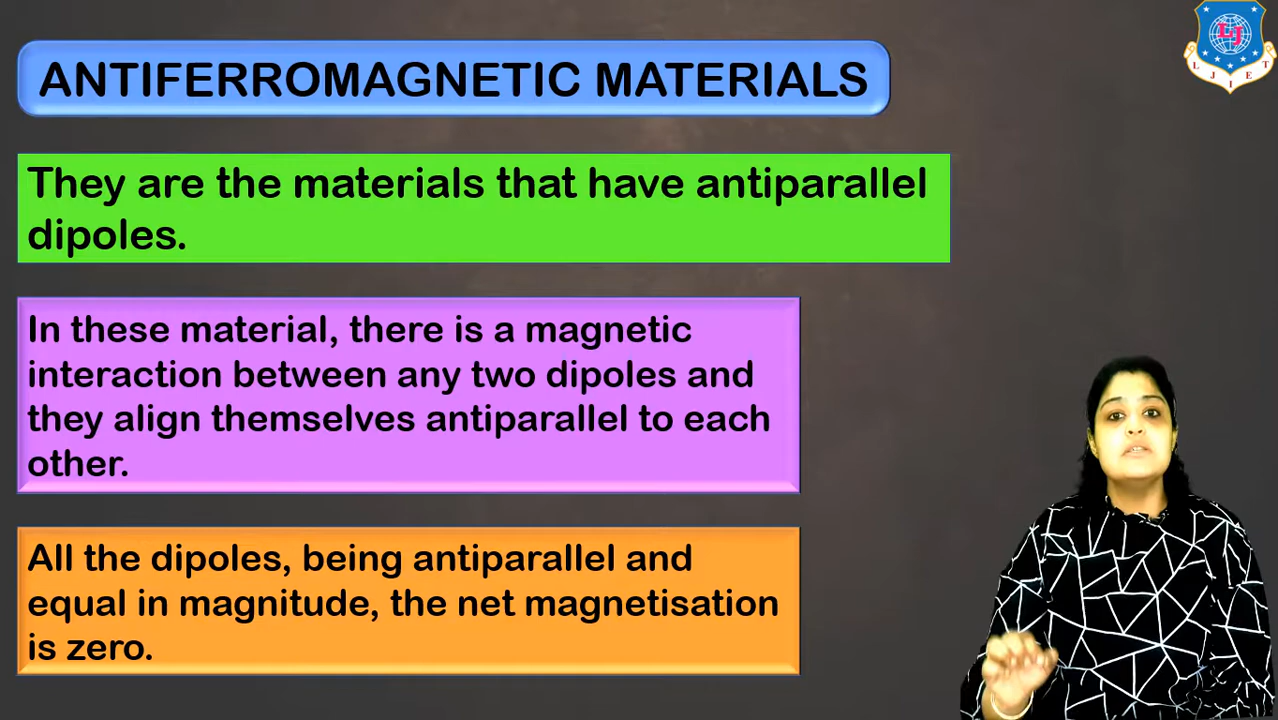 ANTIFERROMAGNETIC MATERIALS
They are the materials that have antiparallel
dipoles.
In these material, there is a magnetic
interaction between any two dipoles and
they align themselves antiparallel to each
other.
All the dipoles, being antiparallel and
equal in magnitude, the net magnetisation
is zero.
LJ
L J I E T